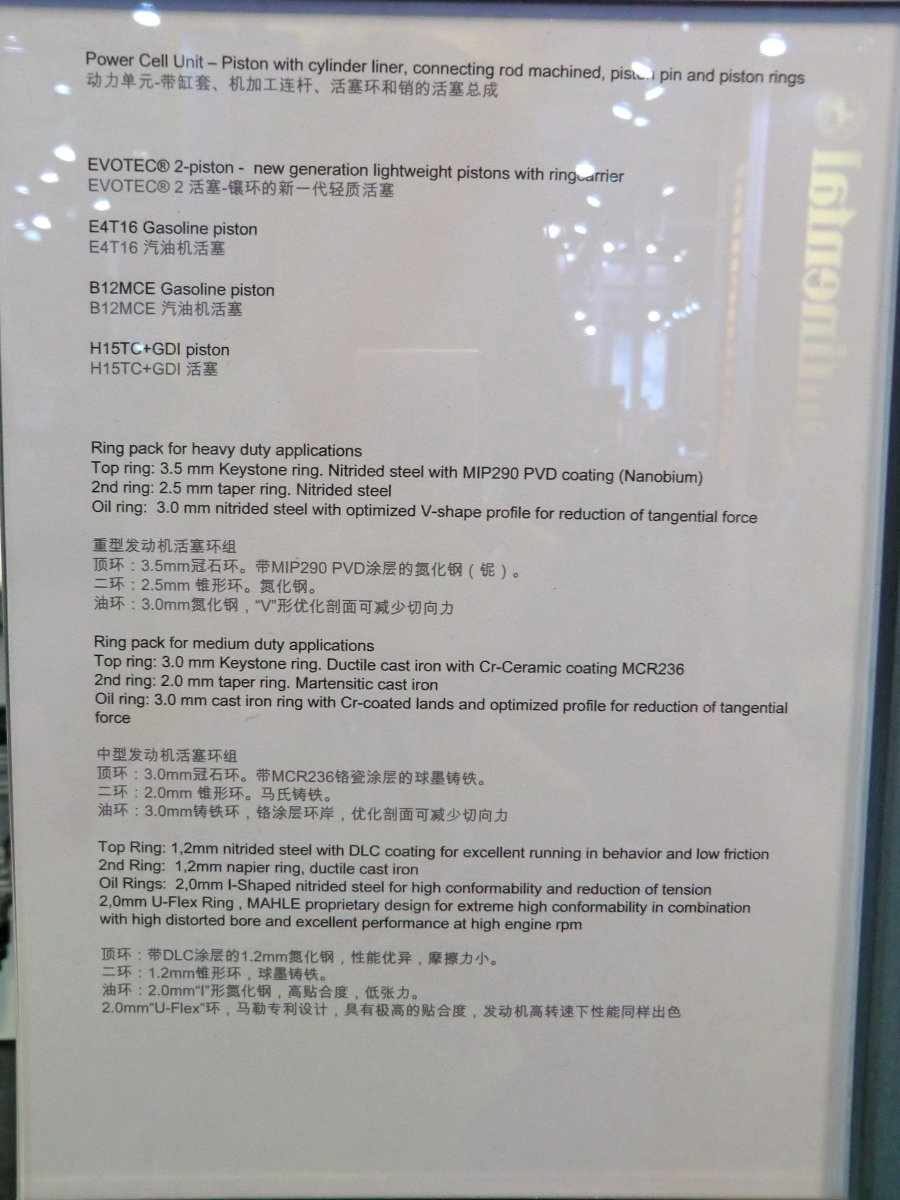 Power Cell Unit – Piston with cylinder liner, connecting rod machined, piston pin and piston rings
动力单元-带缸套、机加工连杆、活塞环和销的活塞总成
EVOTEC® 2-piston - new generation lightweight pistons with ringcarrier
EVOTEC® 2 活塞-镶环的新一代轻质活塞
E4T16 Gasoline piston
E4T16 汽油机活塞
B12MCE Gasoline piston
B12MCE 汽油机活塞
H15TC+GDI piston
H15TC+GDI 活塞
Ring pack for heavy duty applications
Top ring: 3.5 mm Keystone ring. Nitrided steel with MIP290 PVD coating (Nanobium)
2nd ring: 2.5 mm taper ring. Nitrided steel
Oil ring: 3.0 mm nitrided steel with optimized V-shape profile for reduction of tangential force
重型发动机活塞环组
顶环：3.5mm冠石环。带MIP290 PVD涂层的氮化钢（铌）。
二环：2.5mm 锥形环。氮化钢。
油环：3.0mm氮化钢，“V”形优化剖面可减少切向力
Ring pack for medium duty applications
Top ring: 3.0 mm Keystone ring. Ductile cast iron with Cr-Ceramic coating MCR236
2nd ring: 2.0 mm taper ring. Martensitic cast iron
Oil ring: 3.0 mm cast iron ring with Cr-coated lands and optimized profile for reduction of tangential
force
中型发动机活塞环组
顶环：3.0mm冠石环。带MCR236铬瓷涂层的球墨铸铁。
二环：2.0mm 锥形环。马氏铸铁。
油环：3.0mm铸铁环，铬涂层环岸，优化剖面可减少切向力
Top Ring: 1,2mm nitrided steel with DLC coating for excellent running in behavior and low friction
2nd Ring: 1,2mm napier ring, ductile cast iron
Oil Rings: 2,0mm I-Shaped nitrided steel for high conformability and reduction of tension
2,0mm U-Flex Ring , MAHLE proprietary design for extreme high conformability in combination
with high distorted bore and excellent performance at high engine rpm
顶环：带DLC涂层的1.2mm氮化钢，性能优异，摩擦力小。
二环：1.2mm锥形环，球墨铸铁。
油环：2.0mm“I”形氮化钢，高贴合度，低张力。
2.0mm“U-Flex”环，马勒专利设计，具有极高的贴合度，发动机高转速下性能同样出色